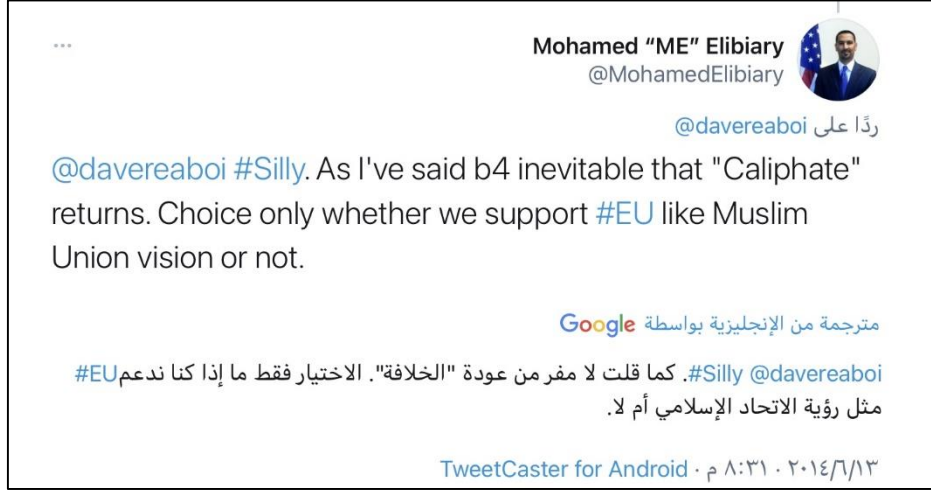 Mohamed “ME” Elibiary
@MohamedElibiary
ردًا على @davereaboi
@davereaboi #Silly. As I've said b4 inevitable that "Caliphate"
returns. Choice only whether we support #EU like Muslim
Union vision or not.
مترجمة من الإنجليزية بواسطة Google
@davereaboi Silly#. كما قلت لا مفر من عودة "الخلافة". الاختيار فقط ما إذا كنا ندعمEU#
مثل رؤية الاتحاد الإسلامي أم لا.
٢٠١٤/٦/١٣ · ٨:٣١ م · TweetCaster for Android